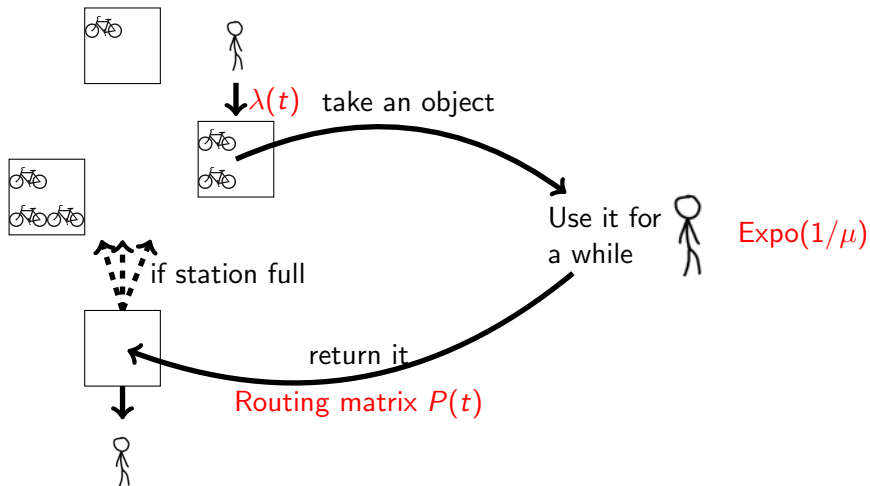 λ(t) take an object
Use it for
a while
Expo(1/μ)
if station full
return it
Routing matrix P(t)